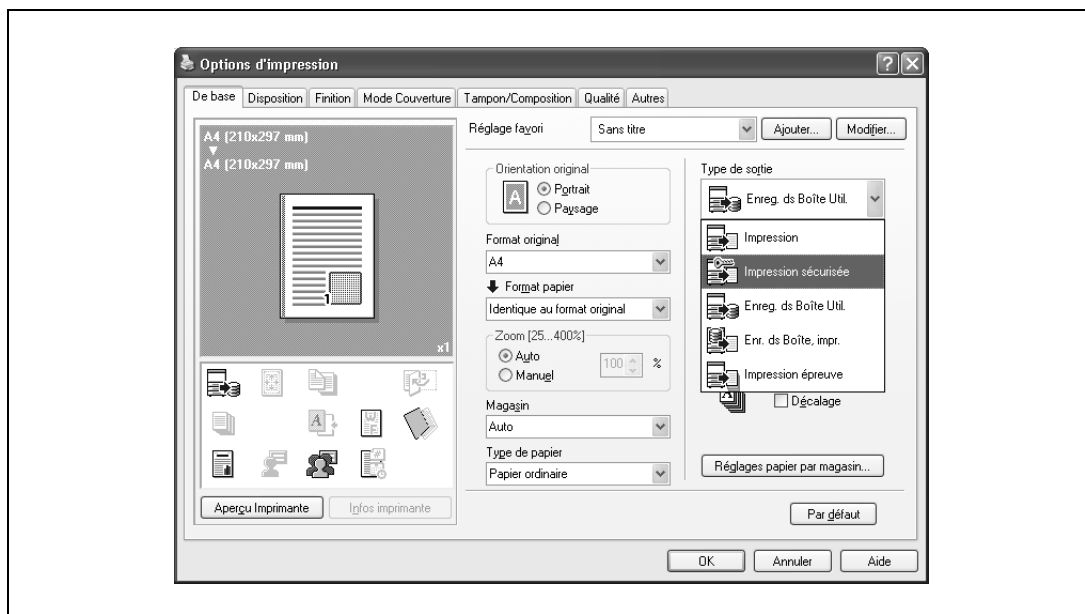 Options d'impression
De base Disposition Finition Mode Couverture Tampon/Composition Qualité Autres
A4 (210x297 mm)
A4 (210x297 mm)
1
x1
Aperçu Imprimante
Infos imprimante
Réglage favori Sans titre Ajouter... Modifier...
Orientation original
A
Portrait
Paysage
Format original
A4
Format papier
Identique au format original
Zoom [25...400%]
Auto
Manuel
100 %
Magasin
Auto
Type de papier
Papier ordinaire
Type de sortie
Enreg. ds Boîte Util.
Impression
Impression sécurisée
Enreg. ds Boîte Util.
Enr. ds Boîte, impr.
Impression épreuve
Décalage
Réglages papier par magasin...
Par défaut
OK Annuler Aide